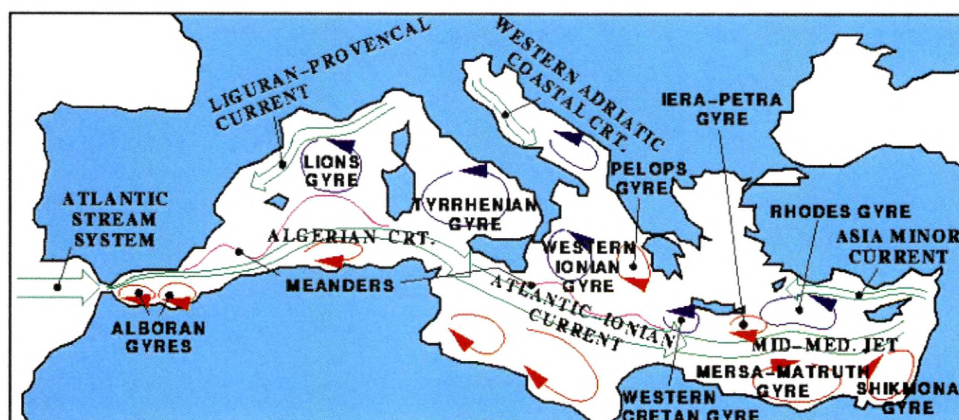 LIGURAN-PROVENCAL
CURRENT
WESTERN ADRIATIC
COASTAL CRT.
IERA-PETRA
GYRE
LIONS
GYRE
PELOPS
GYRE
ATLANTIC
STREAM
SYSTEM
TYRRHENIAN
GYRE
RHODES GYRE
ALGERIAN CRT.
WESTERN
IONIAN
GYRE
ASIA MINOR
CURRENT
MEANDERS
ATLANTIC-IONIAN
CURRENT
ALBORAN
GYRES
MID-MED. JET
MERSA-MATRUTH
GYRE
SHIKMONA
GYRE
WESTERN
CRETAN GYRE